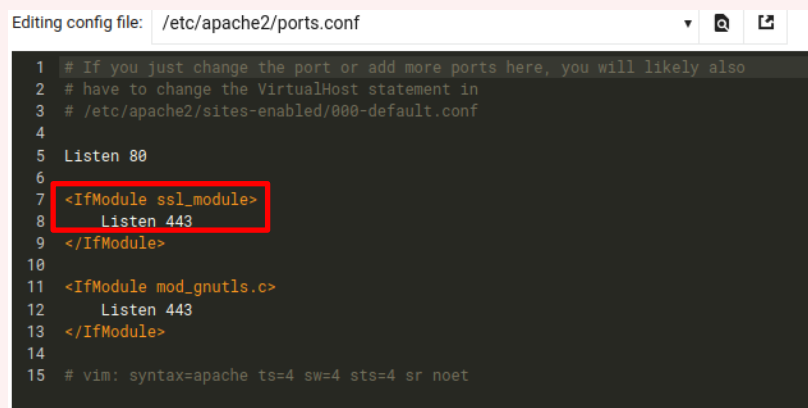 Editing config file: /etc/apache2/ports.conf
1 # If you just change the port or add more ports here, you will likely also
2 # have to change the VirtualHost statement in
3 # /etc/apache2/sites-enabled/000-default.conf
4
5 Listen 80
6
7 <IfModule ssl_module>
8     Listen 443
9 </IfModule>
10
11 <IfModule mod_gnutls.c>
12     Listen 443
13 </IfModule>
14
15 # vim: syntax=apache ts=4 sw=4 sts=4 sr noet